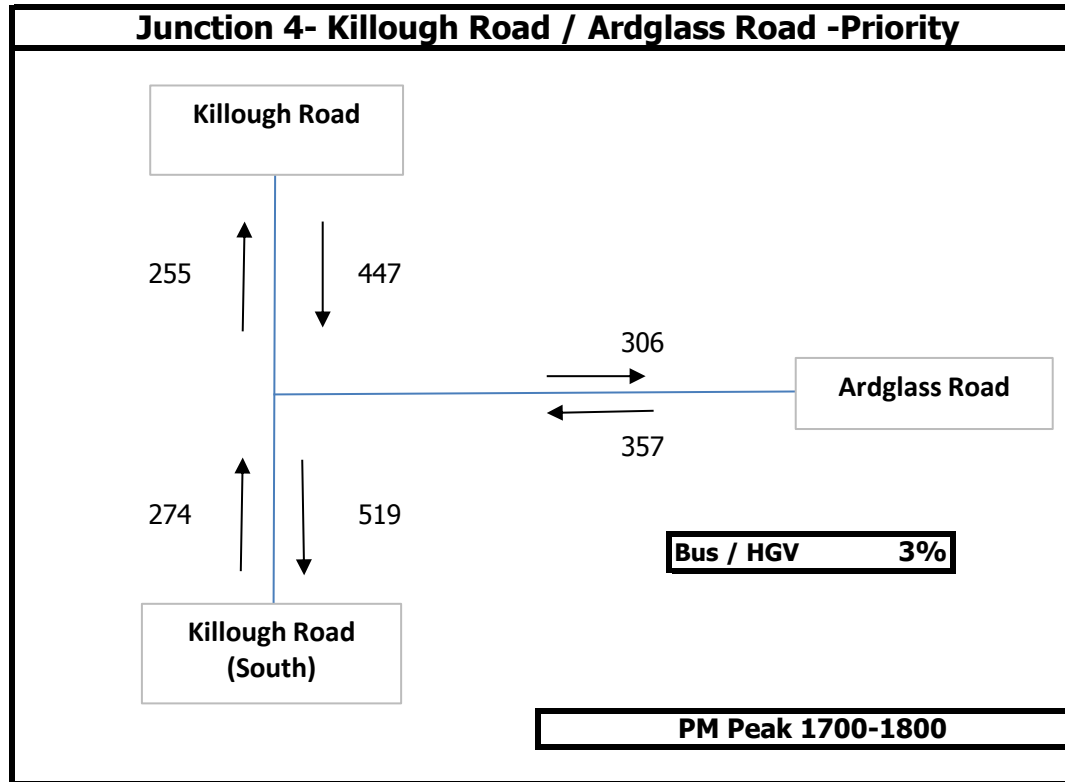 Junction 4- Killough Road / Ardglass Road -Priority
Killough Road
255
447
306
Ardglass Road
357
274
519
Bus / HGV 3%
Killough Road
(South)
PM Peak 1700-1800